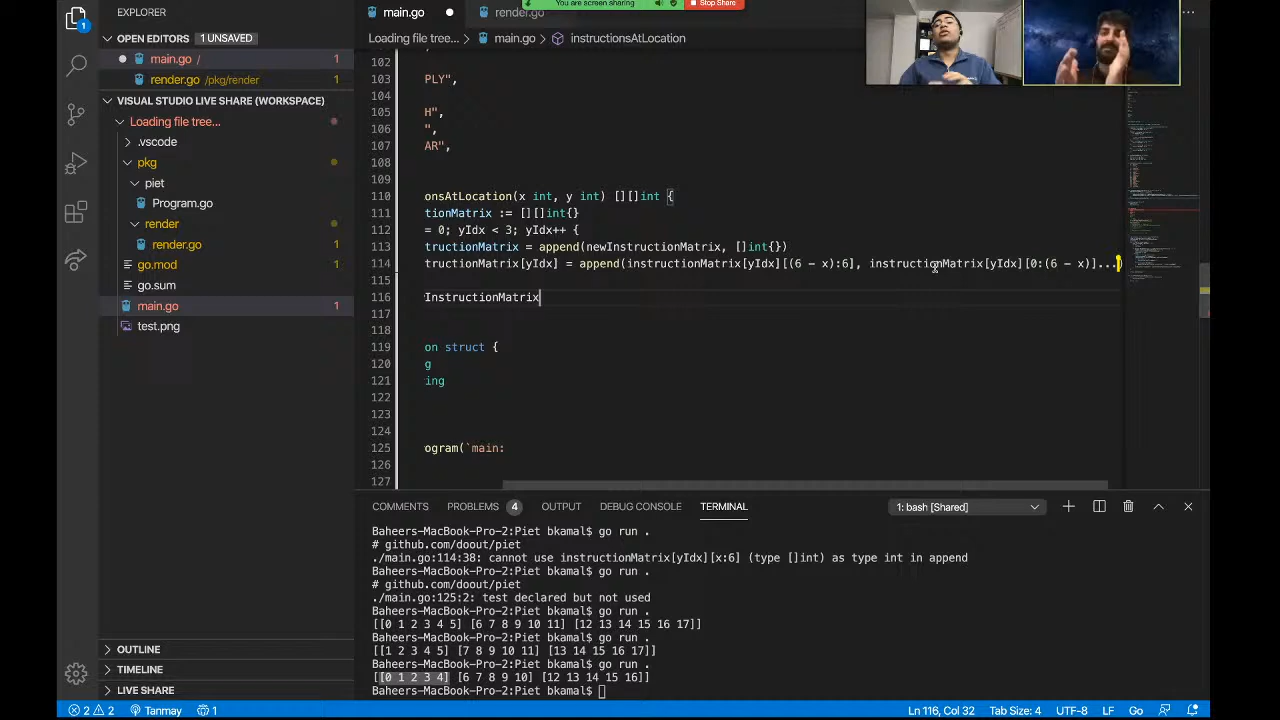 You are screen sharing
Stop Share
EXPLORER
OPEN EDITORS 1 UNSAVED
main.go / 1
render.go /pkg/render
VISUAL STUDIO LIVE SHARE (WORKSPACE)
Loading file tree...
.vscode
pkg
piet
Program.go
render
render.go
go.mod
go.sum
main.go 1
test.png
OUTLINE
TIMELINE
LIVE SHARE
1
main.go
render.go
Loading file tree... > main.go > instructionsAtLocation
102
103 PLY",
104
105 H",
106 ",
107 AR",
108
109
110 nsAtLocation(x int, y int) [][]int {
111 tionMatrix := [][]int{}
112 0; yIdx < 3; yIdx++ {
113 tructionMatrix = append(newInstructionMatrix, []int{})
114 tructionMatrix[yIdx] = append(instructionMatrix[yIdx][(6 - x):6], instructionMatrix[yIdx][0:(6 - x)]...)
115
116 InstructionMatrix
117
118
119 on struct {
120 g
121 ing
122
123
124
125 ogram(`main:
126
127
COMMENTS PROBLEMS 4 OUTPUT DEBUG CONSOLE TERMINAL 1: bash [Shared]
Baheers-MacBook-Pro-2:Piet bkamal$ go run .
# github.com/doout/piet
./main.go:114:38: cannot use instructionMatrix[yIdx][x:6] (type []int) as type int in append
Baheers-MacBook-Pro-2:Piet bkamal$ go run .
# github.com/doout/piet
./main.go:125:2: test declared but not used
Baheers-MacBook-Pro-2:Piet bkamal$ go run .
[[0 1 2 3 4 5] [6 7 8 9 10 11] [12 13 14 15 16 17]]
Baheers-MacBook-Pro-2:Piet bkamal$ go run .
[[1 2 3 4 5] [7 8 9 10 11] [13 14 15 16 17]]
Baheers-MacBook-Pro-2:Piet bkamal$ go run .
[[0 1 2 3 4] [6 7 8 9 10] [12 13 14 15 16]]
Baheers-MacBook-Pro-2:Piet bkamal$
2 2 Tanmay 1 Ln 116, Col 32 Tab Size: 4 UTF-8 LF Go